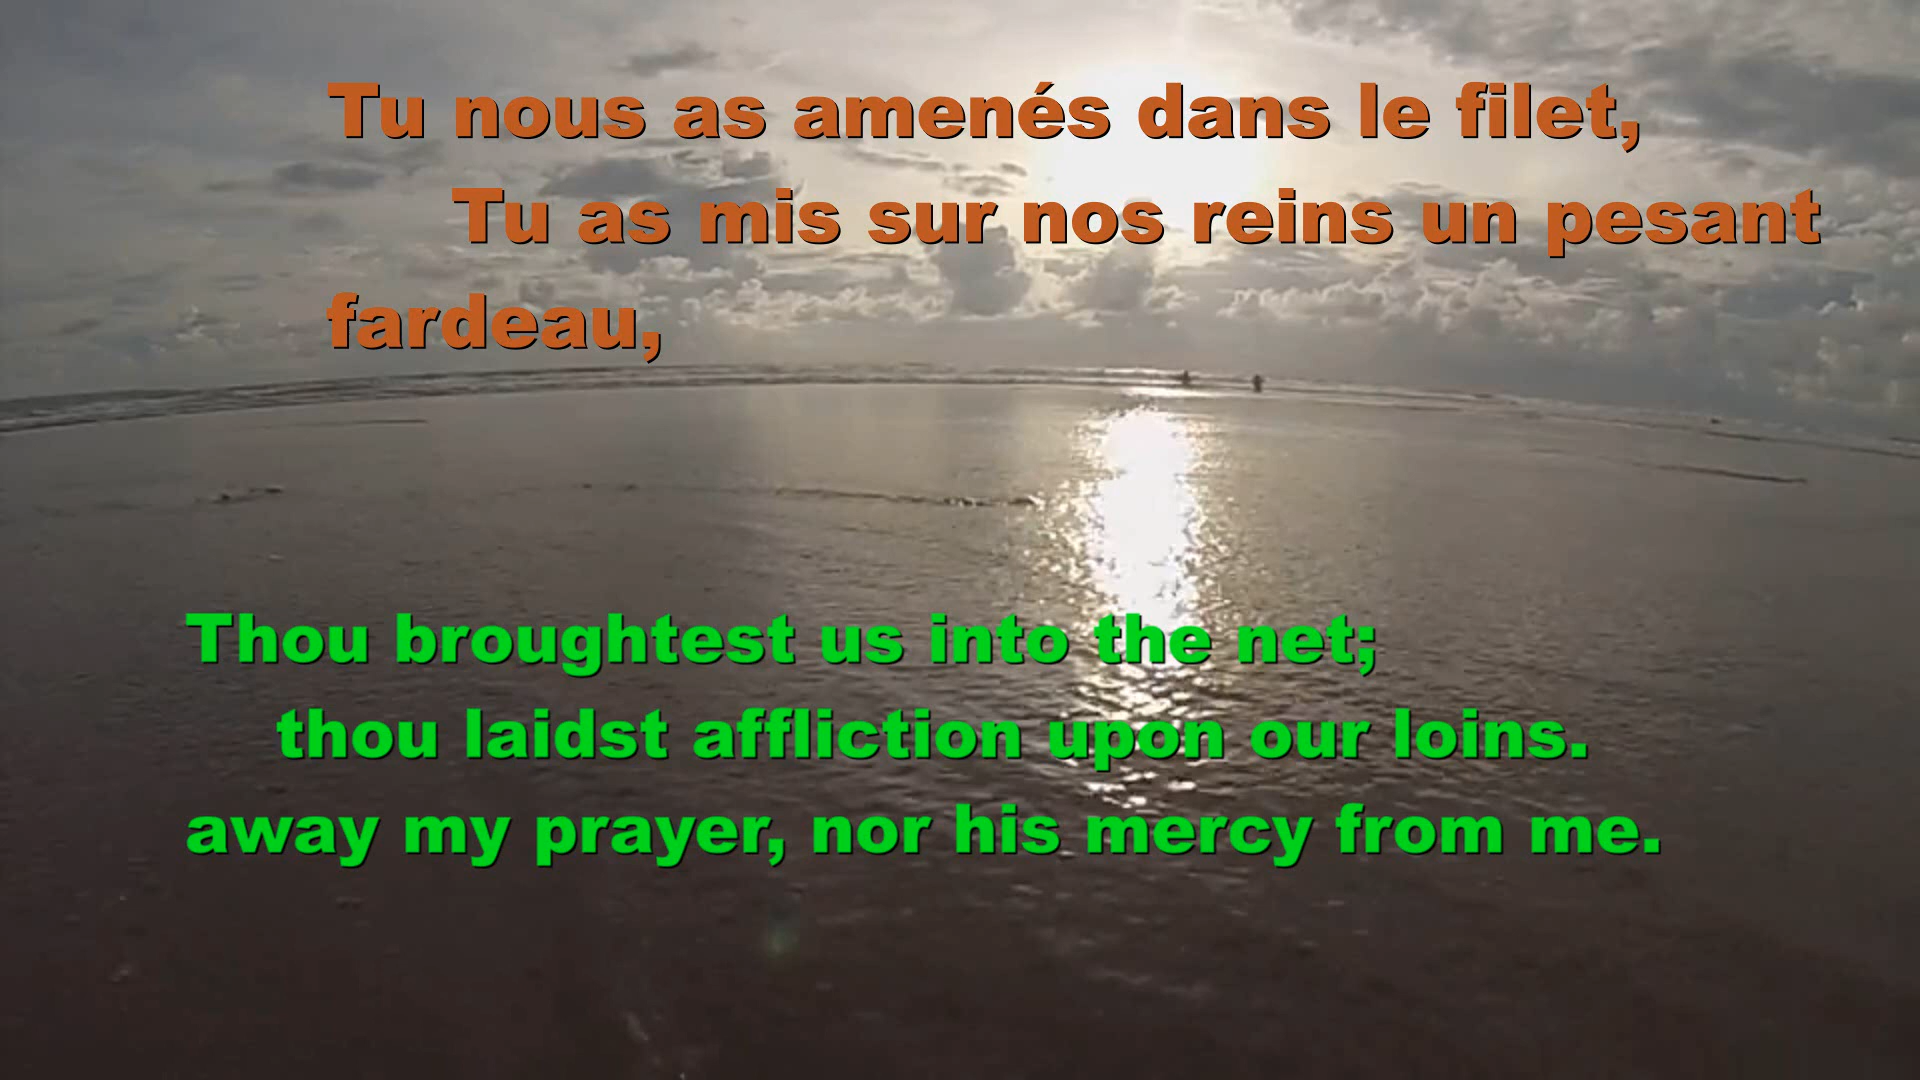 Tu nous as amenés dans le filet,
Tu as mis sur nos reins un pesant
fardeau,
Thou broughtest us into the net;
thou laidst affliction upon our loins.
away my prayer, nor his mercy from me.